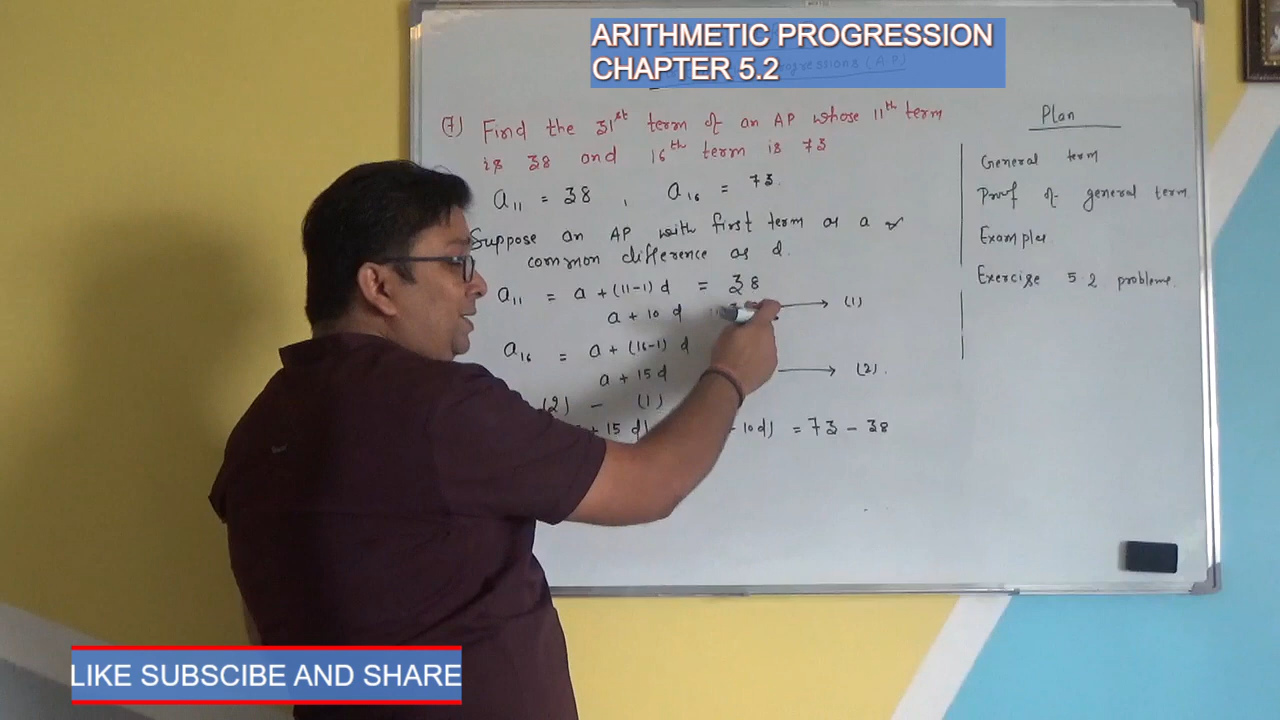 ARITHMETIC PROGRESSION
CHAPTER 5.2
(7) Find the 31st term of an AP whose 11th term
is 38 and 16th term is 73
a11 = 38 , a16 = 73.
Suppose an AP with first term as a &
common difference as d.
a11 = a + (11-1) d = 38
a + 10 d → (1)
a16 = a + (16-1) d
a + 15 d → (2).
(2) - (1)
+ 15 d) - 10d) = 73 - 38
Plan
General term
Proof of general term
Examples
Exercise 5.2 problems.
LIKE SUBSCIBE AND SHARE